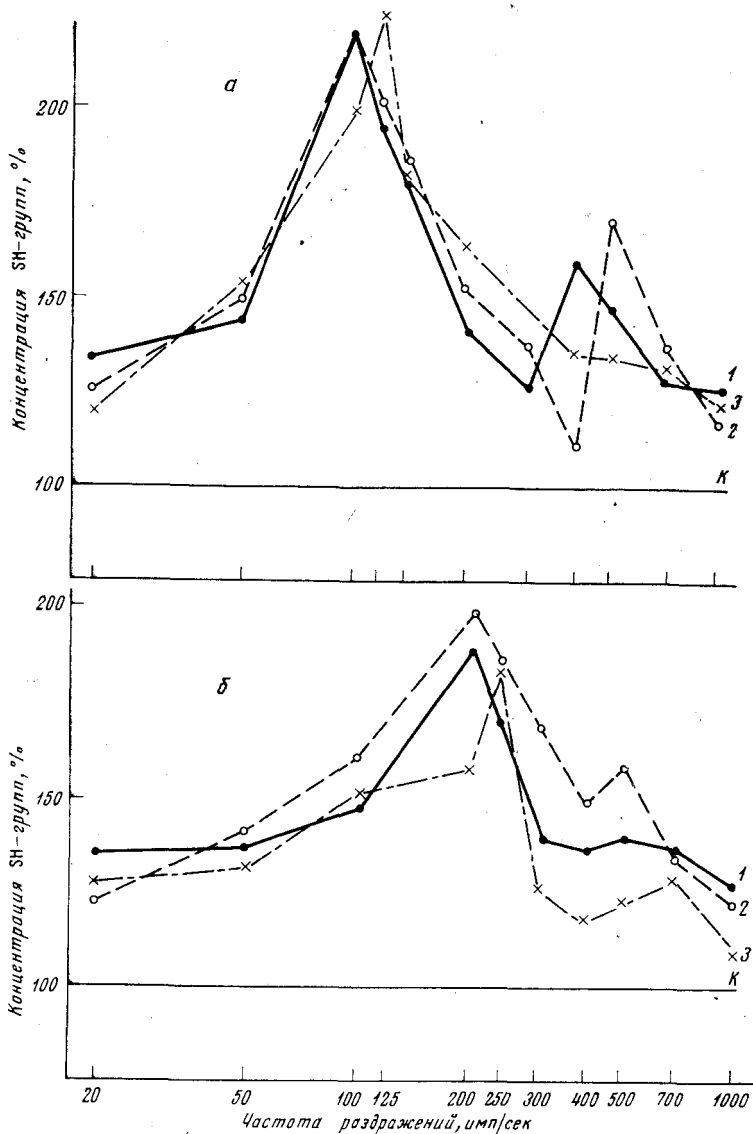 а
200
150
100
Концентрация SH-групп, %
1
3
2
К
200
150
100
Концентрация SH-групп, %
б
1
2
3
К
20 50 100 125 200 250 300 400 500 700 1000
Частота раздражений, имп/сек